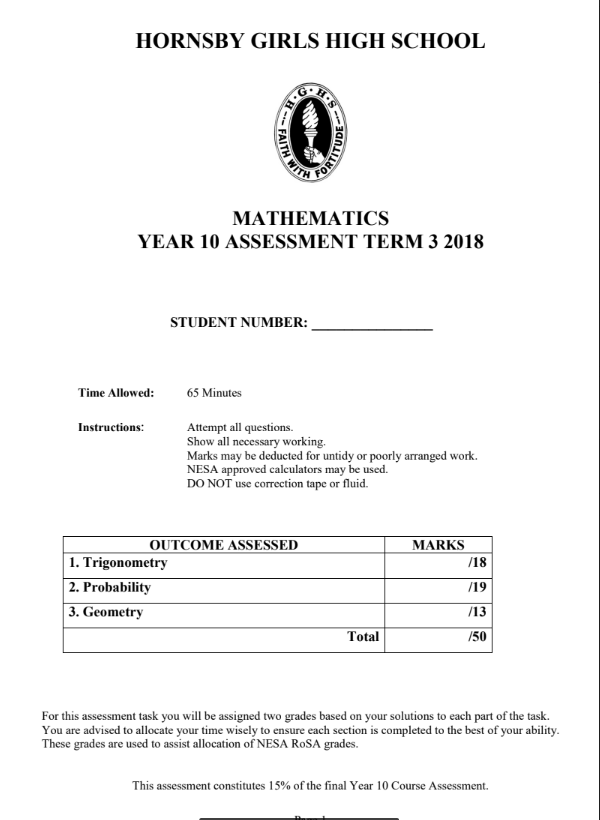 HORNSBY GIRLS HIGH SCHOOL
H·G·H·S
FAITH WITH FORTITUDE
MATHEMATICS
YEAR 10 ASSESSMENT TERM 3 2018
STUDENT NUMBER: _________________
Time Allowed: 65 Minutes
Instructions: Attempt all questions.
Show all necessary working.
Marks may be deducted for untidy or poorly arranged work.
NESA approved calculators may be used.
DO NOT use correction tape or fluid.
OUTCOME ASSESSED MARKS
1. Trigonometry /18
2. Probability /19
3. Geometry /13
Total /50
For this assessment task you will be assigned two grades based on your solutions to each part of the task.
You are advised to allocate your time wisely to ensure each section is completed to the best of your ability.
These grades are used to assist allocation of NESA RoSA grades.
This assessment constitutes 15% of the final Year 10 Course Assessment.